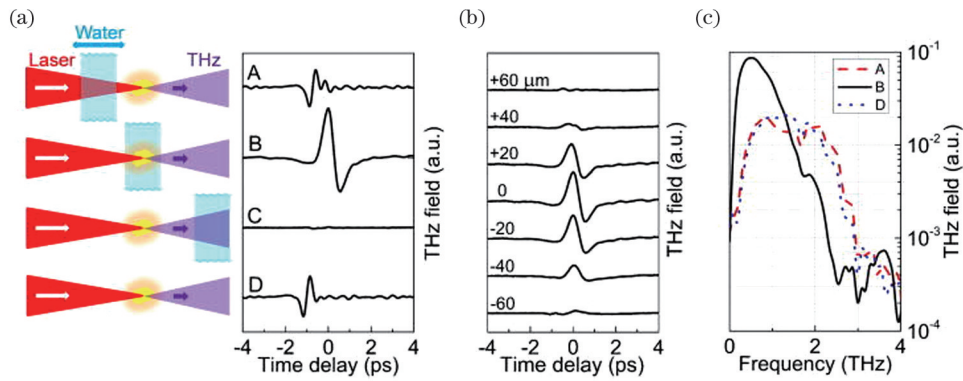 (a)
Water
Laser
THz
A
B
C
D
-4 -2 0 2 4
Time delay (ps)
THz field (a.u.)
(b)
+60 μm
+40
+20
0
-20
-40
-60
-4 -2 0 2 4
Time delay (ps)
THz field (a.u.)
(c)
A
B
D
10-1
10-2
10-3
10-4
0 2 4
Frequency (THz)
THz field (a.u.)